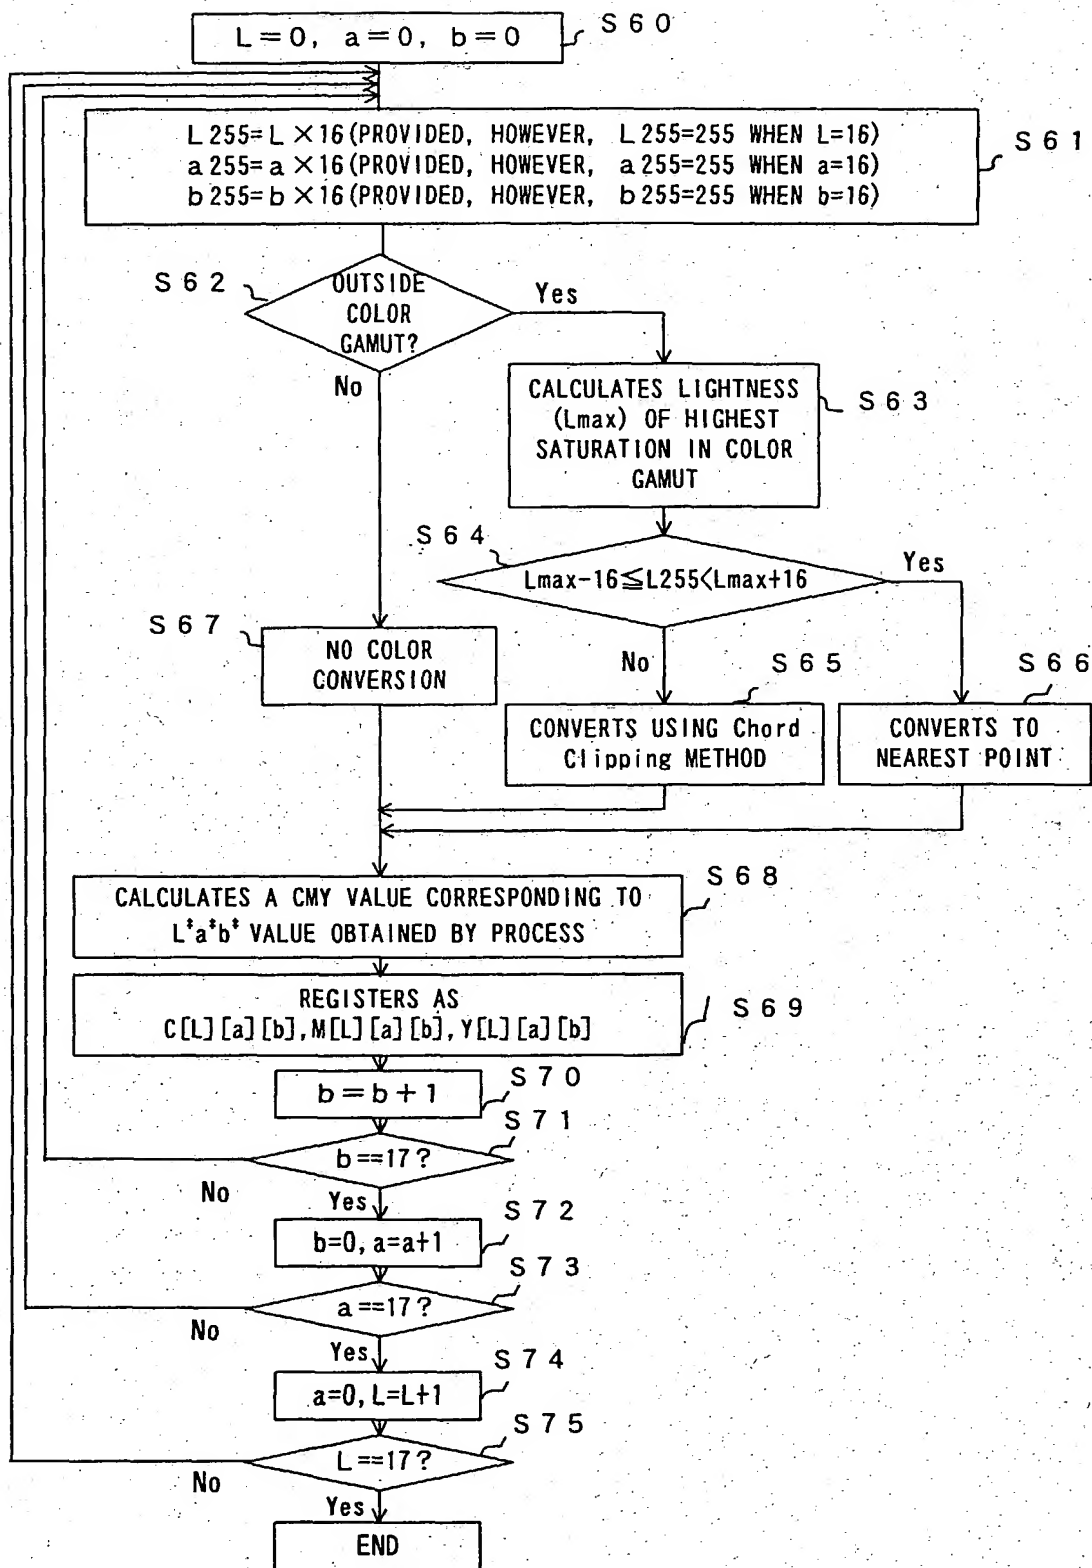 L=0, a=0, b=0
S60
L255=L×16(PROVIDED, HOWEVER, L255=255 WHEN L=16)
a255=a×16(PROVIDED, HOWEVER, a255=255 WHEN a=16)
b255=b×16(PROVIDED, HOWEVER, b255=255 WHEN b=16)
S61
S62
OUTSIDE
COLOR
GAMUT?
Yes
No
CALCULATES LIGHTNESS
(Lmax) OF HIGHEST
SATURATION IN COLOR
GAMUT
S63
S64
Lmax-16≦L255<Lmax+16
Yes
No
S67
NO COLOR
CONVERSION
S65
CONVERTS USING Chord
Clipping METHOD
S66
CONVERTS TO
NEAREST POINT
CALCULATES A CMY VALUE CORRESPONDING TO
L*a*b* VALUE OBTAINED BY PROCESS
S68
REGISTERS AS
C[L][a][b],M[L][a][b],Y[L][a][b]
S69
b=b+1
S70
b==17?
S71
No
Yes
b=0,a=a+1
S72
a==17?
S73
No
Yes
a=0,L=L+1
S74
L==17?
S75
No
Yes
END